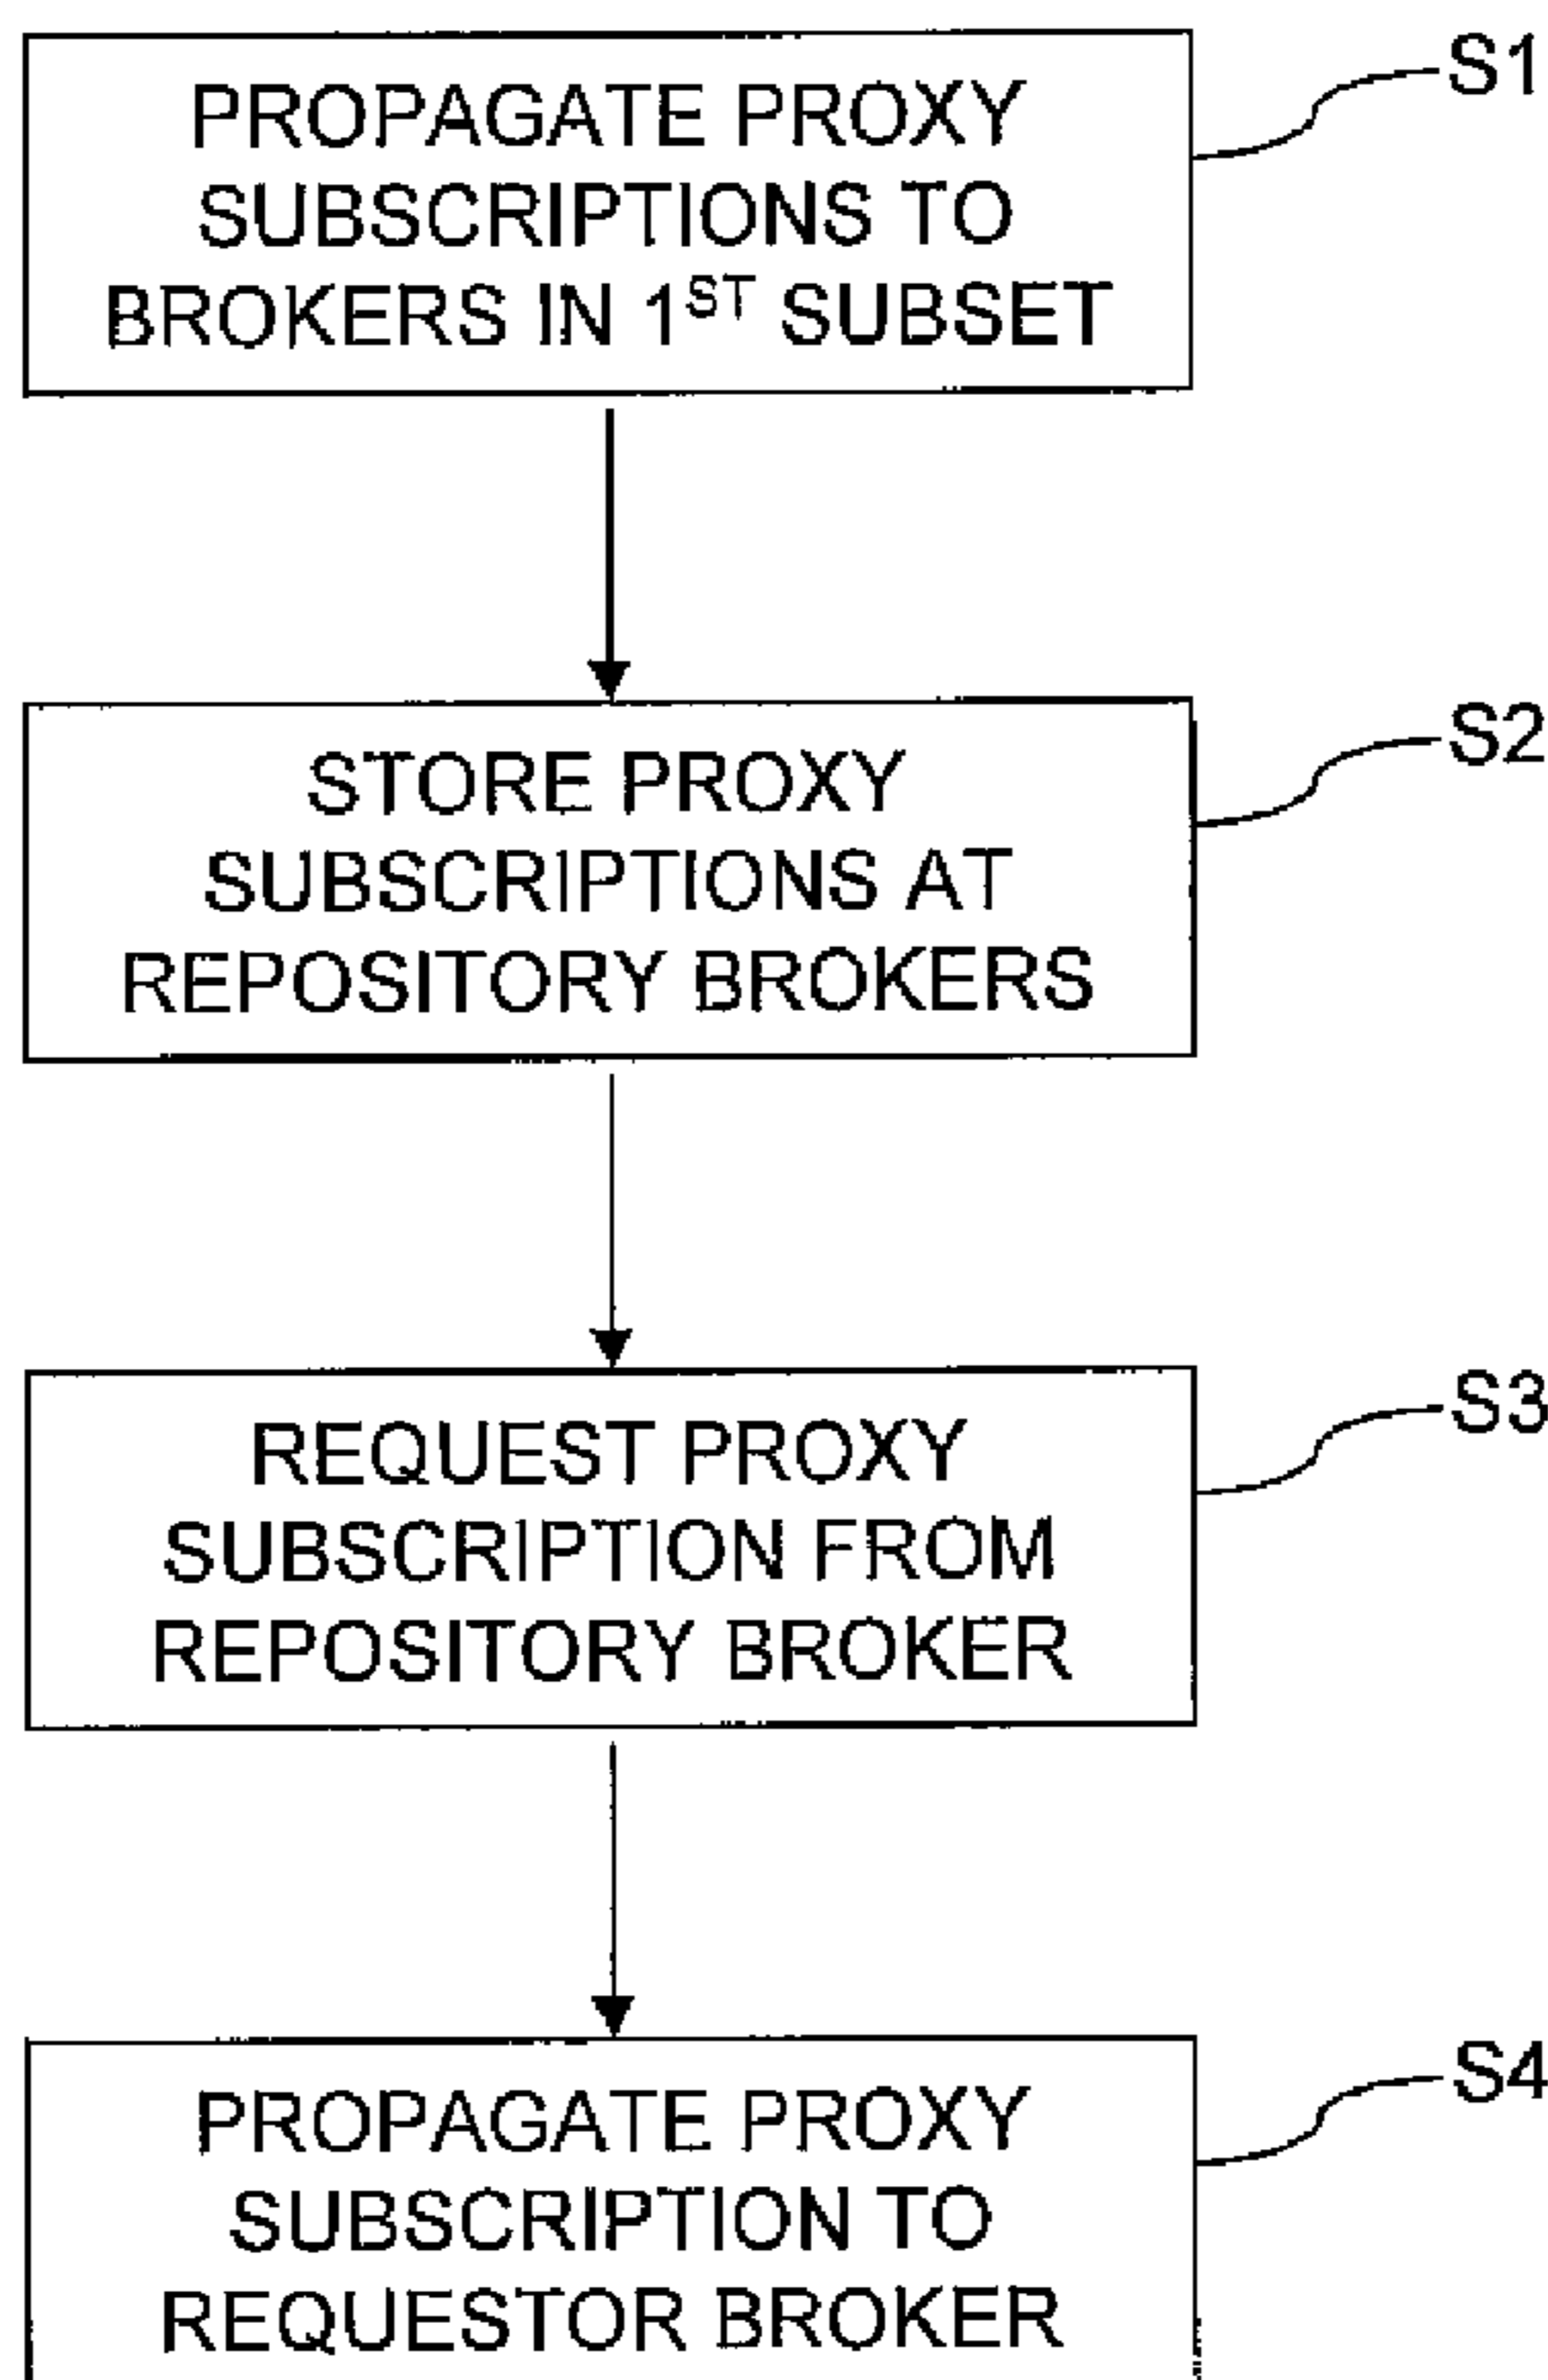 PROPAGATE PROXY
SUBSCRIPTIONS TO
BROKERS IN 1ST SUBSET
S1
STORE PROXY
SUBSCRIPTIONS AT
REPOSITORY BROKERS
S2
REQUEST PROXY
SUBSCRIPTION FROM
REPOSITORY BROKER
S3
PROPAGATE PROXY
SUBSCRIPTION TO
REQUESTOR BROKER
S4